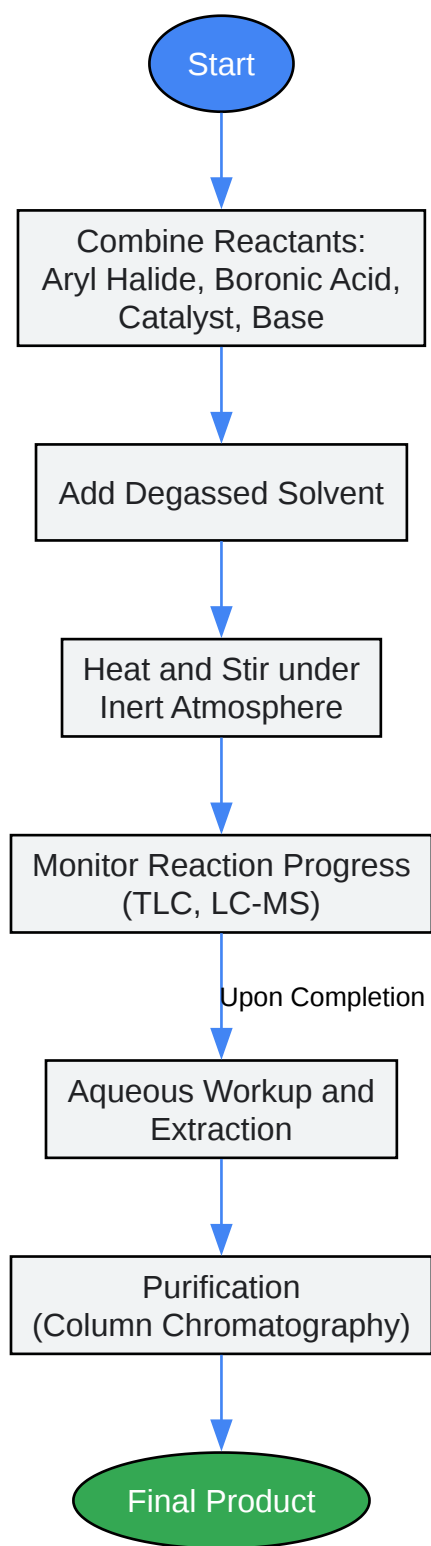 Start
Combine Reactants:
Aryl Halide, Boronic Acid,
Catalyst, Base
Add Degassed Solvent
Heat and Stir under
Inert Atmosphere
Monitor Reaction Progress
(TLC, LC-MS)
Upon Completion
Aqueous Workup and
Extraction
Purification
(Column Chromatography)
Final Product